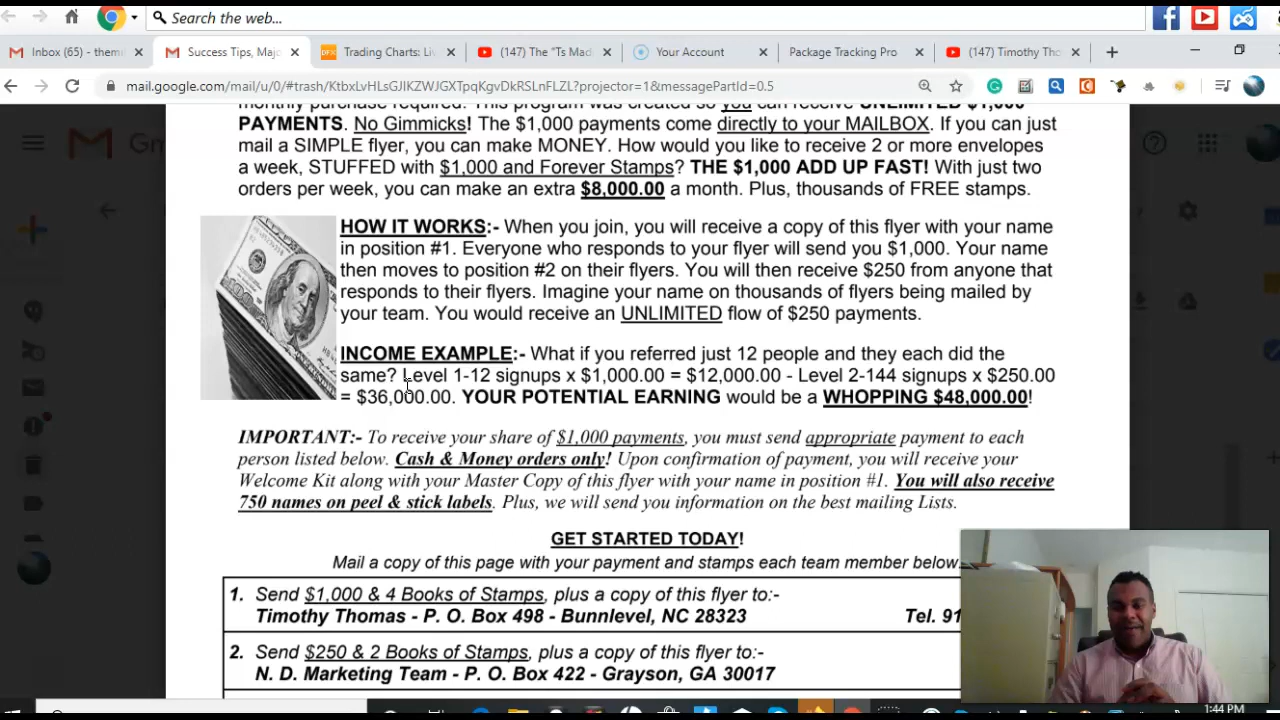 Search the web...
Inbox (65) - them
Success Tips, Maj
Trading Charts: Li
(147) The "Ts Mad
Your Account
Package Tracking Pro
(147) Timothy Tho
mail.google.com/mail/u/0/#trash/KtbxLvHLsGJlKZWJGXTpqKgvDkRSLnFLZL?projector=1&messagePartId=0.5
monthly purchase required! This program was created so you can receive UNLIMITED $1,000
PAYMENTS. No Gimmicks! The $1,000 payments come directly to your MAILBOX. If you can just
mail a SIMPLE flyer, you can make MONEY. How would you like to receive 2 or more envelopes
a week, STUFFED with $1,000 and Forever Stamps? THE $1,000 ADD UP FAST! With just two
orders per week, you can make an extra $8,000.00 a month. Plus, thousands of FREE stamps.
HOW IT WORKS:- When you join, you will receive a copy of this flyer with your name
in position #1. Everyone who responds to your flyer will send you $1,000. Your name
then moves to position #2 on their flyers. You will then receive $250 from anyone that
responds to their flyers. Imagine your name on thousands of flyers being mailed by
your team. You would receive an UNLIMITED flow of $250 payments.
INCOME EXAMPLE:- What if you referred just 12 people and they each did the
same? Level 1-12 signups x $1,000.00 = $12,000.00 - Level 2-144 signups x $250.00
= $36,000.00. YOUR POTENTIAL EARNING would be a WHOPPING $48,000.00!
IMPORTANT:- To receive your share of $1,000 payments, you must send appropriate payment to each
person listed below. Cash & Money orders only! Upon confirmation of payment, you will receive your
Welcome Kit along with your Master Copy of this flyer with your name in position #1. You will also receive
750 names on peel & stick labels. Plus, we will send you information on the best mailing Lists.
GET STARTED TODAY!
Mail a copy of this page with your payment and stamps each team member below.
1. Send $1,000 & 4 Books of Stamps, plus a copy of this flyer to:-
Timothy Thomas - P. O. Box 498 - Bunnlevel, NC 28323 Tel. 91
2. Send $250 & 2 Books of Stamps, plus a copy of this flyer to:-
N. D. Marketing Team - P. O. Box 422 - Grayson, GA 30017
1:44 PM